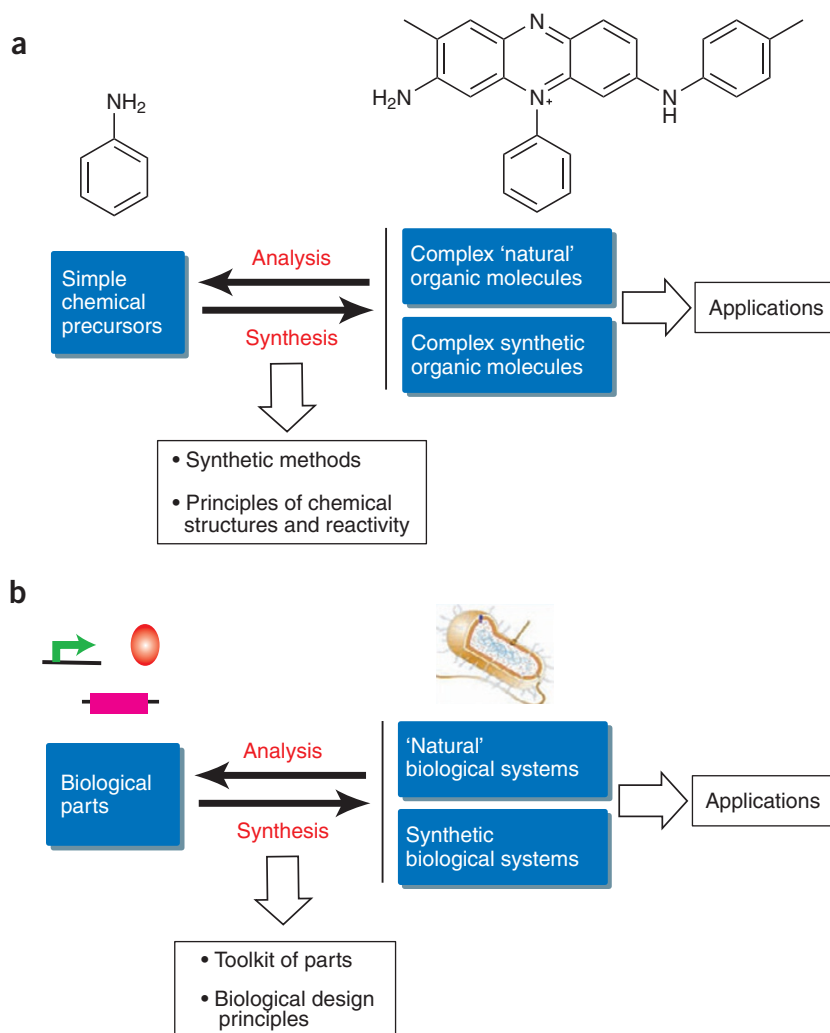 a
NH2
N
H2N
N+
N
H
Analysis
Simple
chemical
precursors
Synthesis
Complex ‘natural’
organic molecules
Complex synthetic
organic molecules
Applications
• Synthetic methods
• Principles of chemical
structures and reactivity
b
Analysis
Biological
parts
Synthesis
‘Natural’
biological systems
Synthetic
biological systems
Applications
• Toolkit of parts
• Biological design
principles